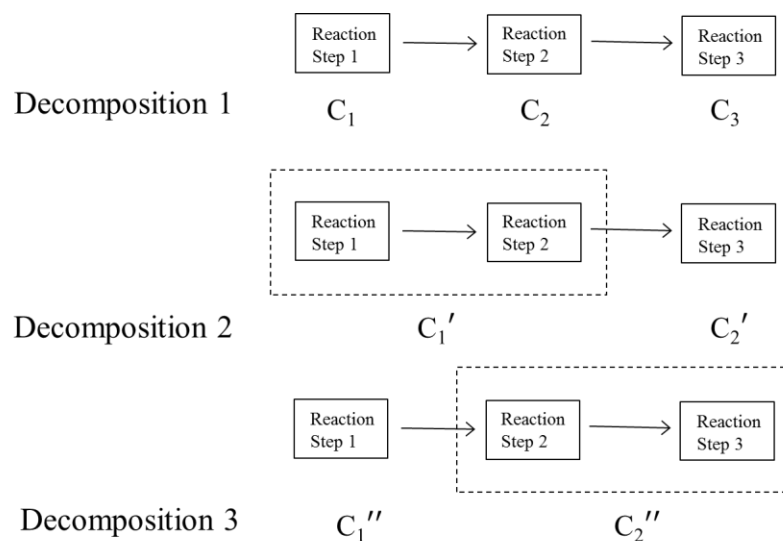 Reaction Step 1
Reaction Step 2
Reaction Step 3
Decomposition 1
C₁
C₂
C₃
Reaction Step 1
Reaction Step 2
Reaction Step 3
Decomposition 2
C₁′
C₂′
Reaction Step 1
Reaction Step 2
Reaction Step 3
Decomposition 3
C₁′′
C₂′′